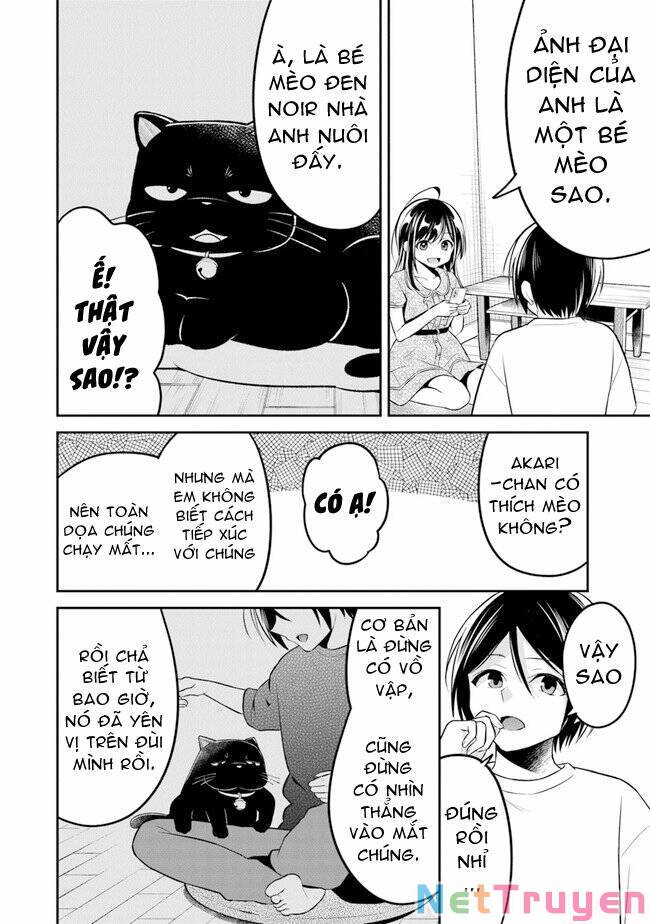 ẢNH ĐẠI
DIỆN CỦA
ANH LÀ
MỘT BÉ
MÈO
SAO.
À, LÀ BÉ
MÈO ĐEN
NOIR NHÀ
ANH NUÔI
ĐẤY.
Ế!
THẬT
VẬY
SAO!?
AKARI
-CHAN CÓ
THÍCH MÈO
KHÔNG?
CÓ Ạ!
NHƯNG MÀ
EM KHÔNG
BIẾT CÁCH
TIẾP XÚC
VỚI CHÚNG
NÊN TOÀN
DỌA CHÚNG
CHẠY MẤT...
VẬY
SAO
ĐÚNG
RỒI
NHỈ
...
CƠ BẢN
LÀ ĐỪNG
CÓ VỒ
VẬP,
CŨNG
ĐỪNG
CÓ NHÌN
THẲNG
VÀO MẮT
CHÚNG.
RỒI CHẢ
BIẾT TỪ
BAO GIỜ,
NÓ ĐÃ YÊN
VỊ TRÊN ĐÙI
MÌNH RỒI.
NetTruyen